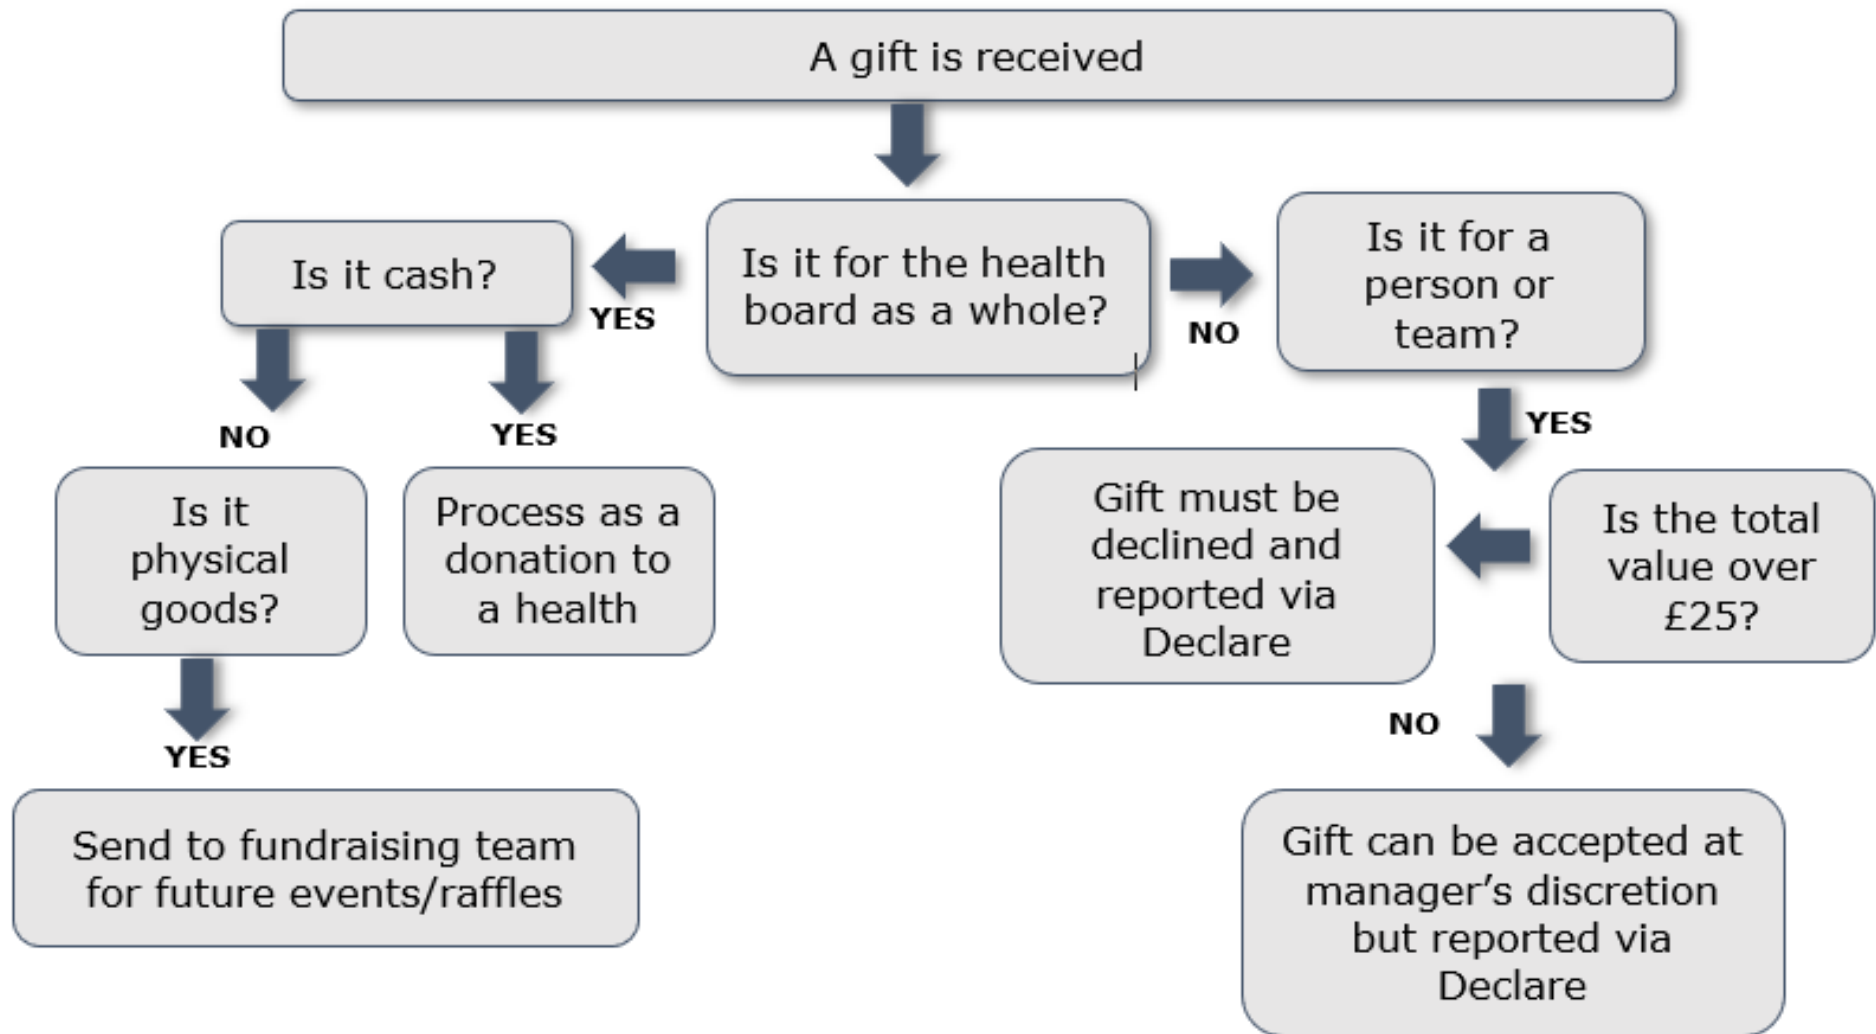 A gift is received
Is it cash?
YES
Is it for the health
board as a whole?
NO
Is it for a
person or
team?
NO
YES
YES
Is it
physical
goods?
Process as a
donation to
a health
Gift must be
declined and
reported via
Declare
Is the total
value over
£25?
YES
NO
Send to fundraising team
for future events/raffles
Gift can be accepted at
manager’s discretion
but reported via
Declare